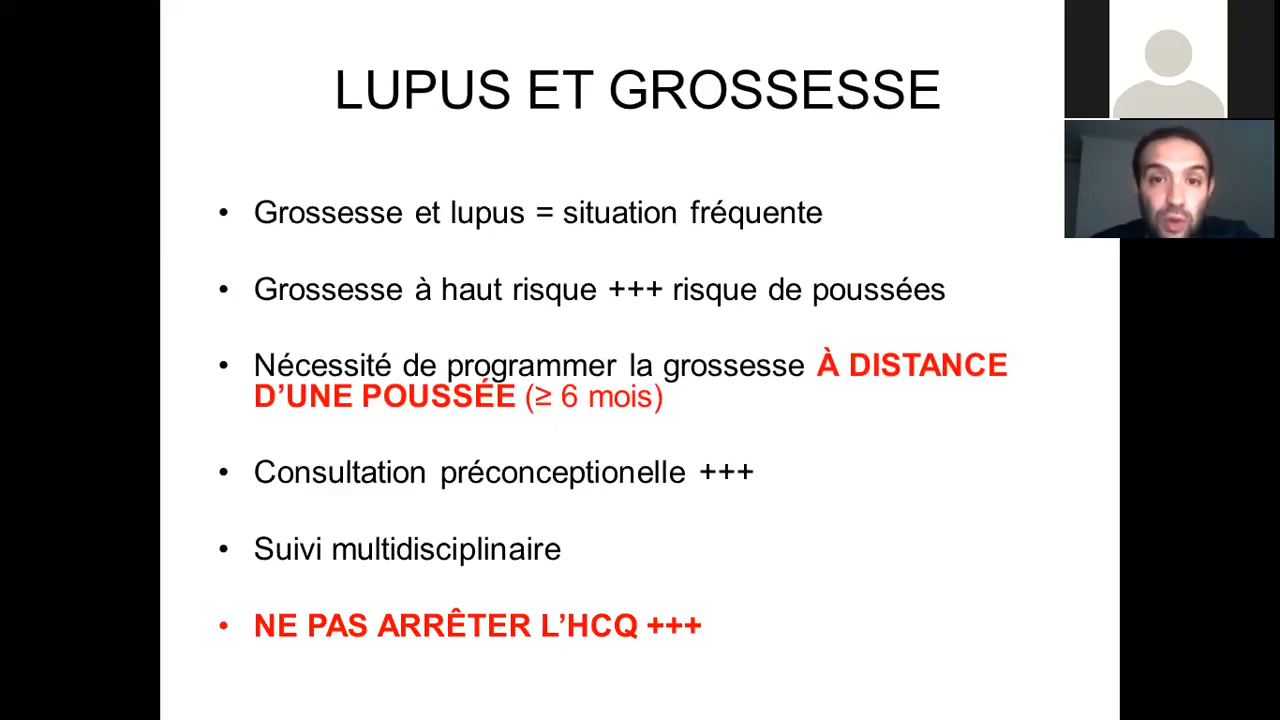 LUPUS ET GROSSESSE
• Grossesse et lupus = situation fréquente
• Grossesse à haut risque +++ risque de poussées
• Nécessité de programmer la grossesse À DISTANCE
D’UNE POUSSÉE (≥ 6 mois)
• Consultation préconceptionelle +++
• Suivi multidisciplinaire
• NE PAS ARRÊTER L’HCQ +++